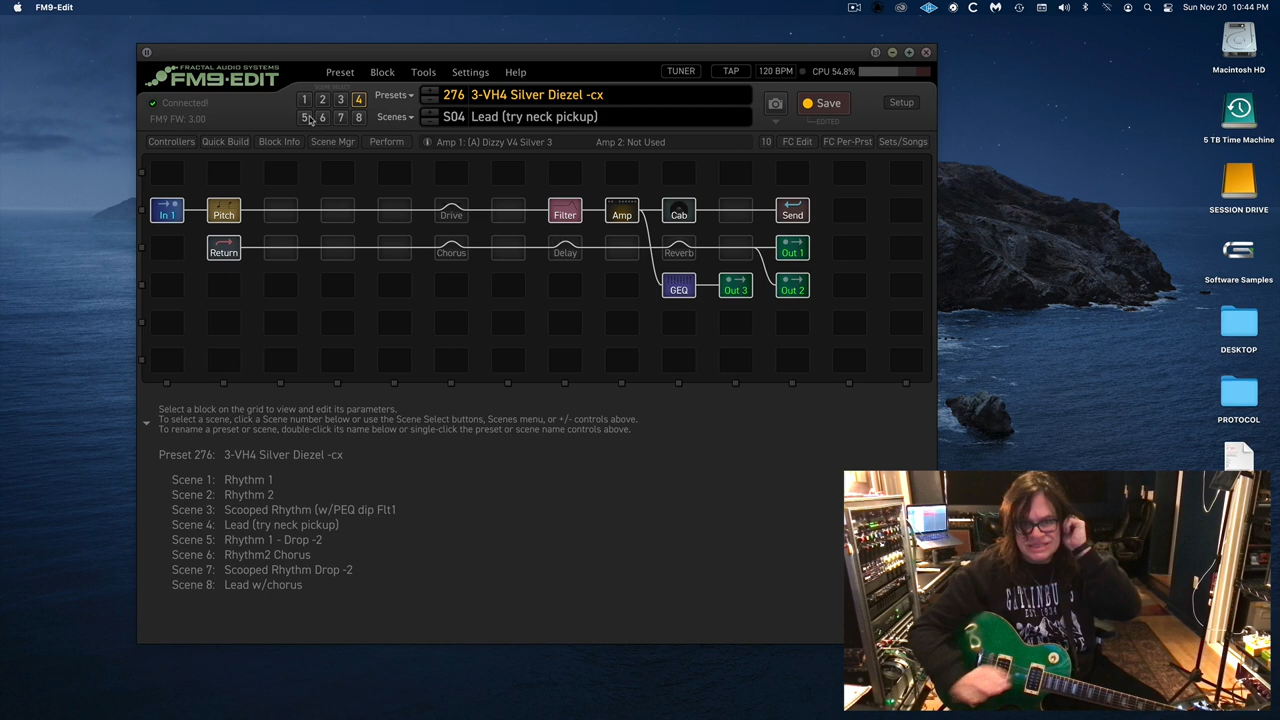 FM9-Edit
Sun Nov 20 10:44 PM
FRACTAL AUDIO SYSTEMS
FM9-EDIT
Preset Block Tools Settings Help
TUNER TAP 120 BPM CPU 54.8%
SCENE SELECT
1 2 3 4
5 6 7 8
Connected!
FM9 FW: 3.00
Presets 276 3-VH4 Silver Diezel -cx
Scenes S04 Lead (try neck pickup)
Save
EDITED
Setup
Controllers Quick Build Block Info Scene Mgr Perform
Amp 1: (A) Dizzy V4 Silver 3 Amp 2: Not Used
10 FC Edit FC Per-Prst Sets/Songs
In 1 Pitch Drive Filter Amp Cab Send
Return Chorus Delay Reverb Out 1
GEQ Out 3 Out 2
Select a block on the grid to view and edit its parameters.
To select a scene, click a Scene number below or use the Scene Select buttons, Scenes menu, or +/- controls above.
To rename a preset or scene, double-click its name below or single-click the preset or scene name controls above.
Preset 276: 3-VH4 Silver Diezel -cx
Scene 1: Rhythm 1
Scene 2: Rhythm 2
Scene 3: Scooped Rhythm (w/PEQ dip Flt1
Scene 4: Lead (try neck pickup)
Scene 5: Rhythm 1 - Drop -2
Scene 6: Rhythm2 Chorus
Scene 7: Scooped Rhythm Drop -2
Scene 8: Lead w/chorus
Macintosh HD
5 TB Time Machine
SESSION DRIVE
Software Samples
DESKTOP
PROTOCOL